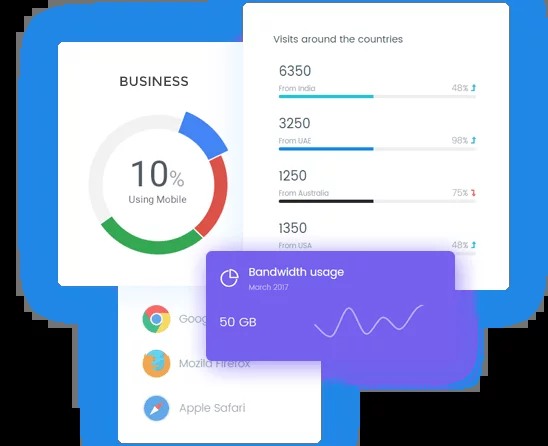 BUSINESS
10%
Using Mobile
Visits around the countries
6350
From India
48%
3250
From UAE
98%
1250
From Australia
75%
1350
From USA
48%
Bandwidth usage
March 2017
50 GB
Goog
Mozila Firefox
Apple Safari